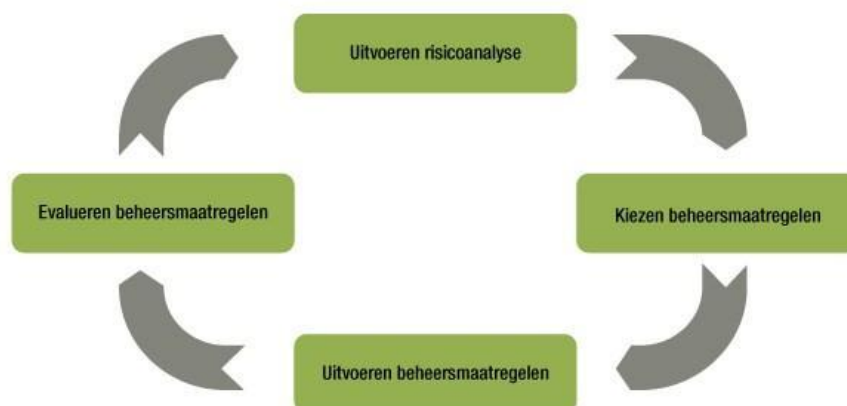 Uitvoeren risicoanalyse
Evalueren beheersmaatregelen
Kiezen beheersmaatregelen
Uitvoeren beheersmaatregelen